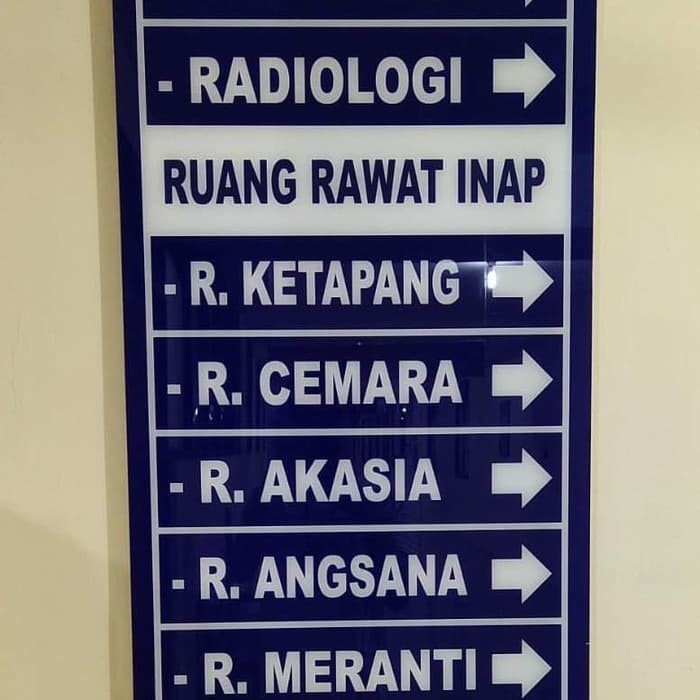 - RADIOLOGI
RUANG RAWAT INAP
- R. KETAPANG
- R. CEMARA
- R. AKASIA
- R. ANGSANA
- R. MERANTI